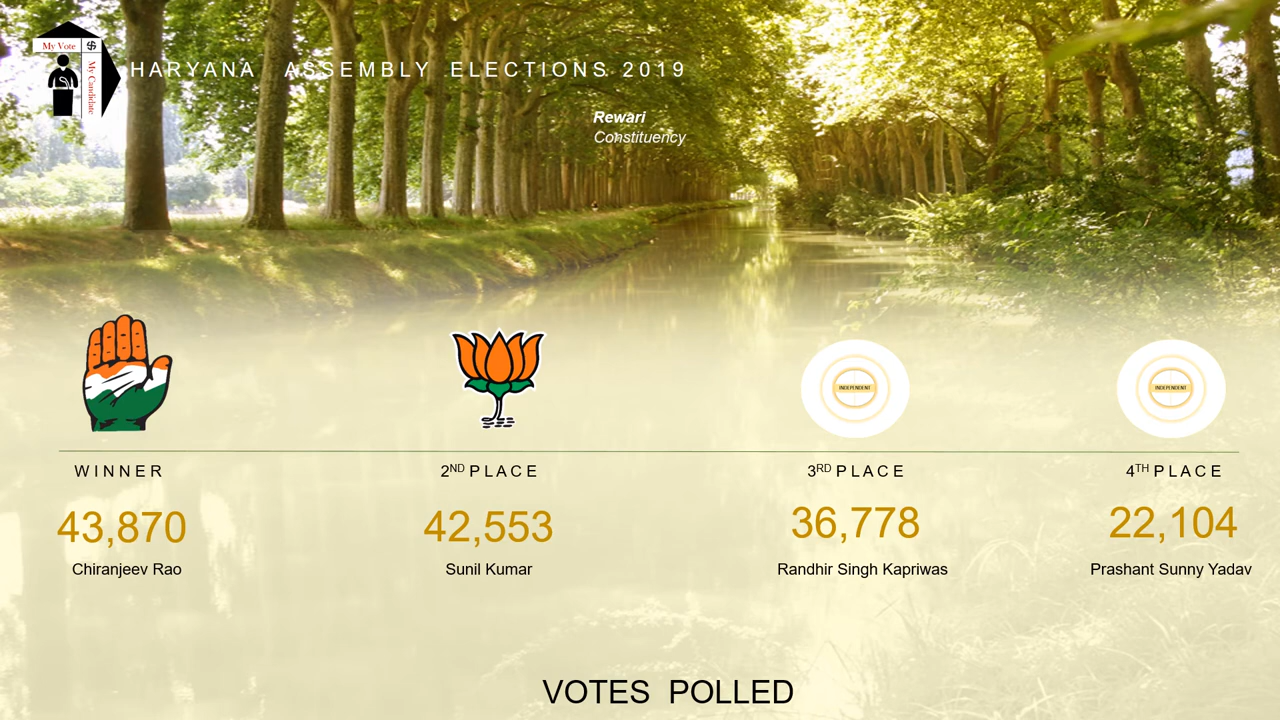 My Vote
My Candidate
HARYANA ASSEMBLY ELECTIONS 2019
Rewari
Constituency
INDEPENDENT
INDEPENDENT
WINNER
2ND PLACE
3RD PLACE
4TH PLACE
43,870
42,553
36,778
22,104
Chiranjeev Rao
Sunil Kumar
Randhir Singh Kapriwas
Prashant Sunny Yadav
VOTES POLLED